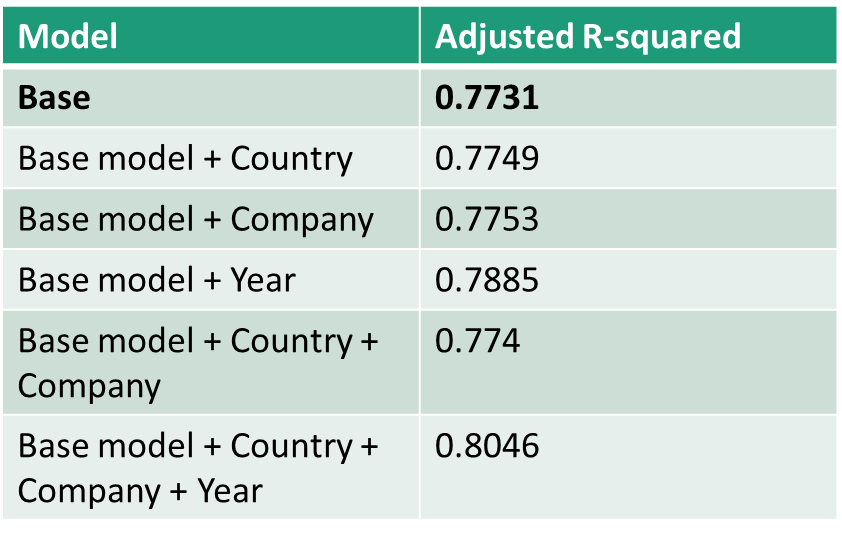 Model Adjusted R-squared
Base 0.7731
Base model + Country 0.7749
Base model + Company 0.7753
Base model + Year 0.7885
Base model + Country + 0.774
Company
Base model + Country + 0.8046
Company + Year